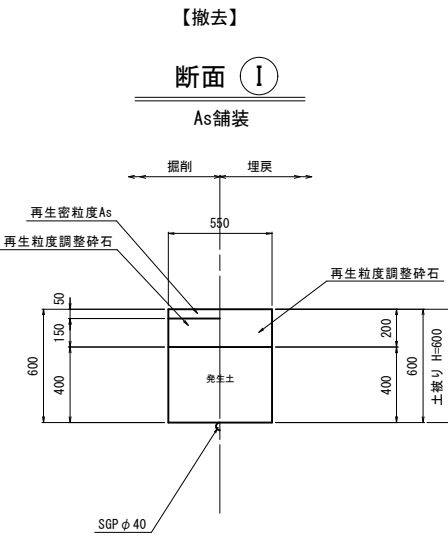 【撤去】
断面 Ⅰ
As舗装
掘削 埋戻
再生密粒度As
550
再生粒度調整砕石
再生粒度調整砕石
50
150
200
600
400
発生土
400
600
土被り H=600
SGPφ40